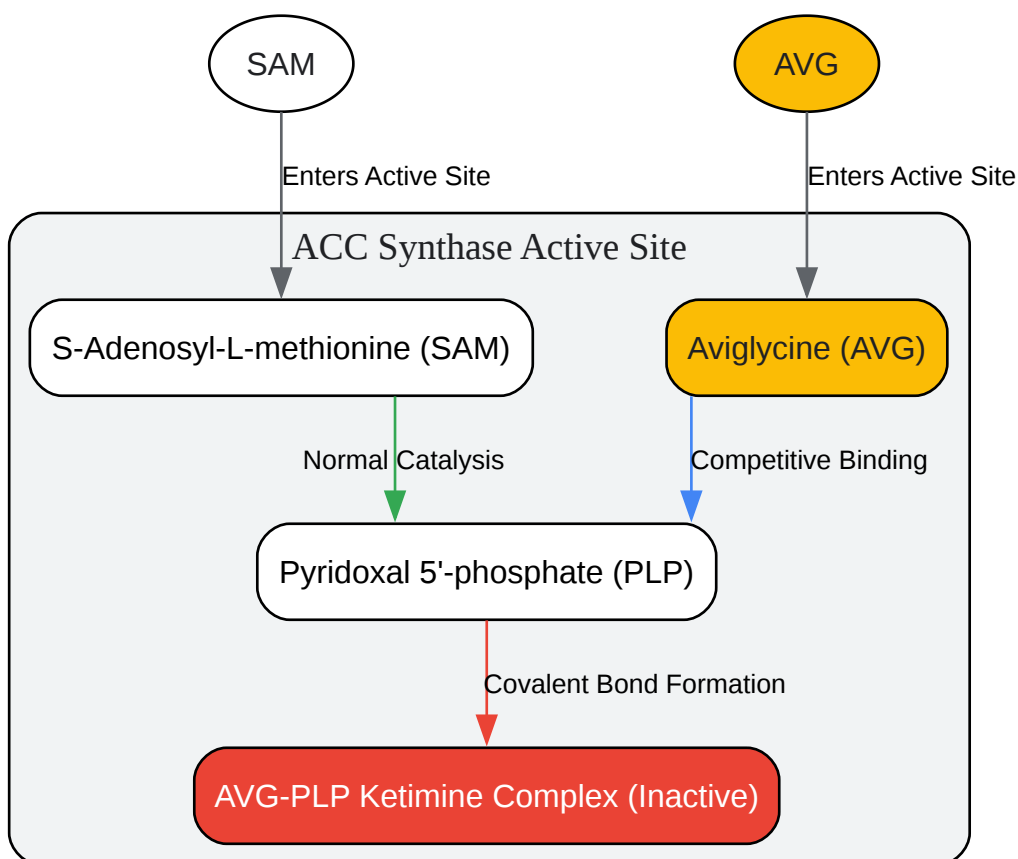 SAM
AVG
Enters Active Site
Enters Active Site
ACC Synthase Active Site
S-Adenosyl-L-methionine (SAM)
Aviglycine (AVG)
Normal Catalysis
Competitive Binding
Pyridoxal 5'-phosphate (PLP)
Covalent Bond Formation
AVG-PLP Ketimine Complex (Inactive)